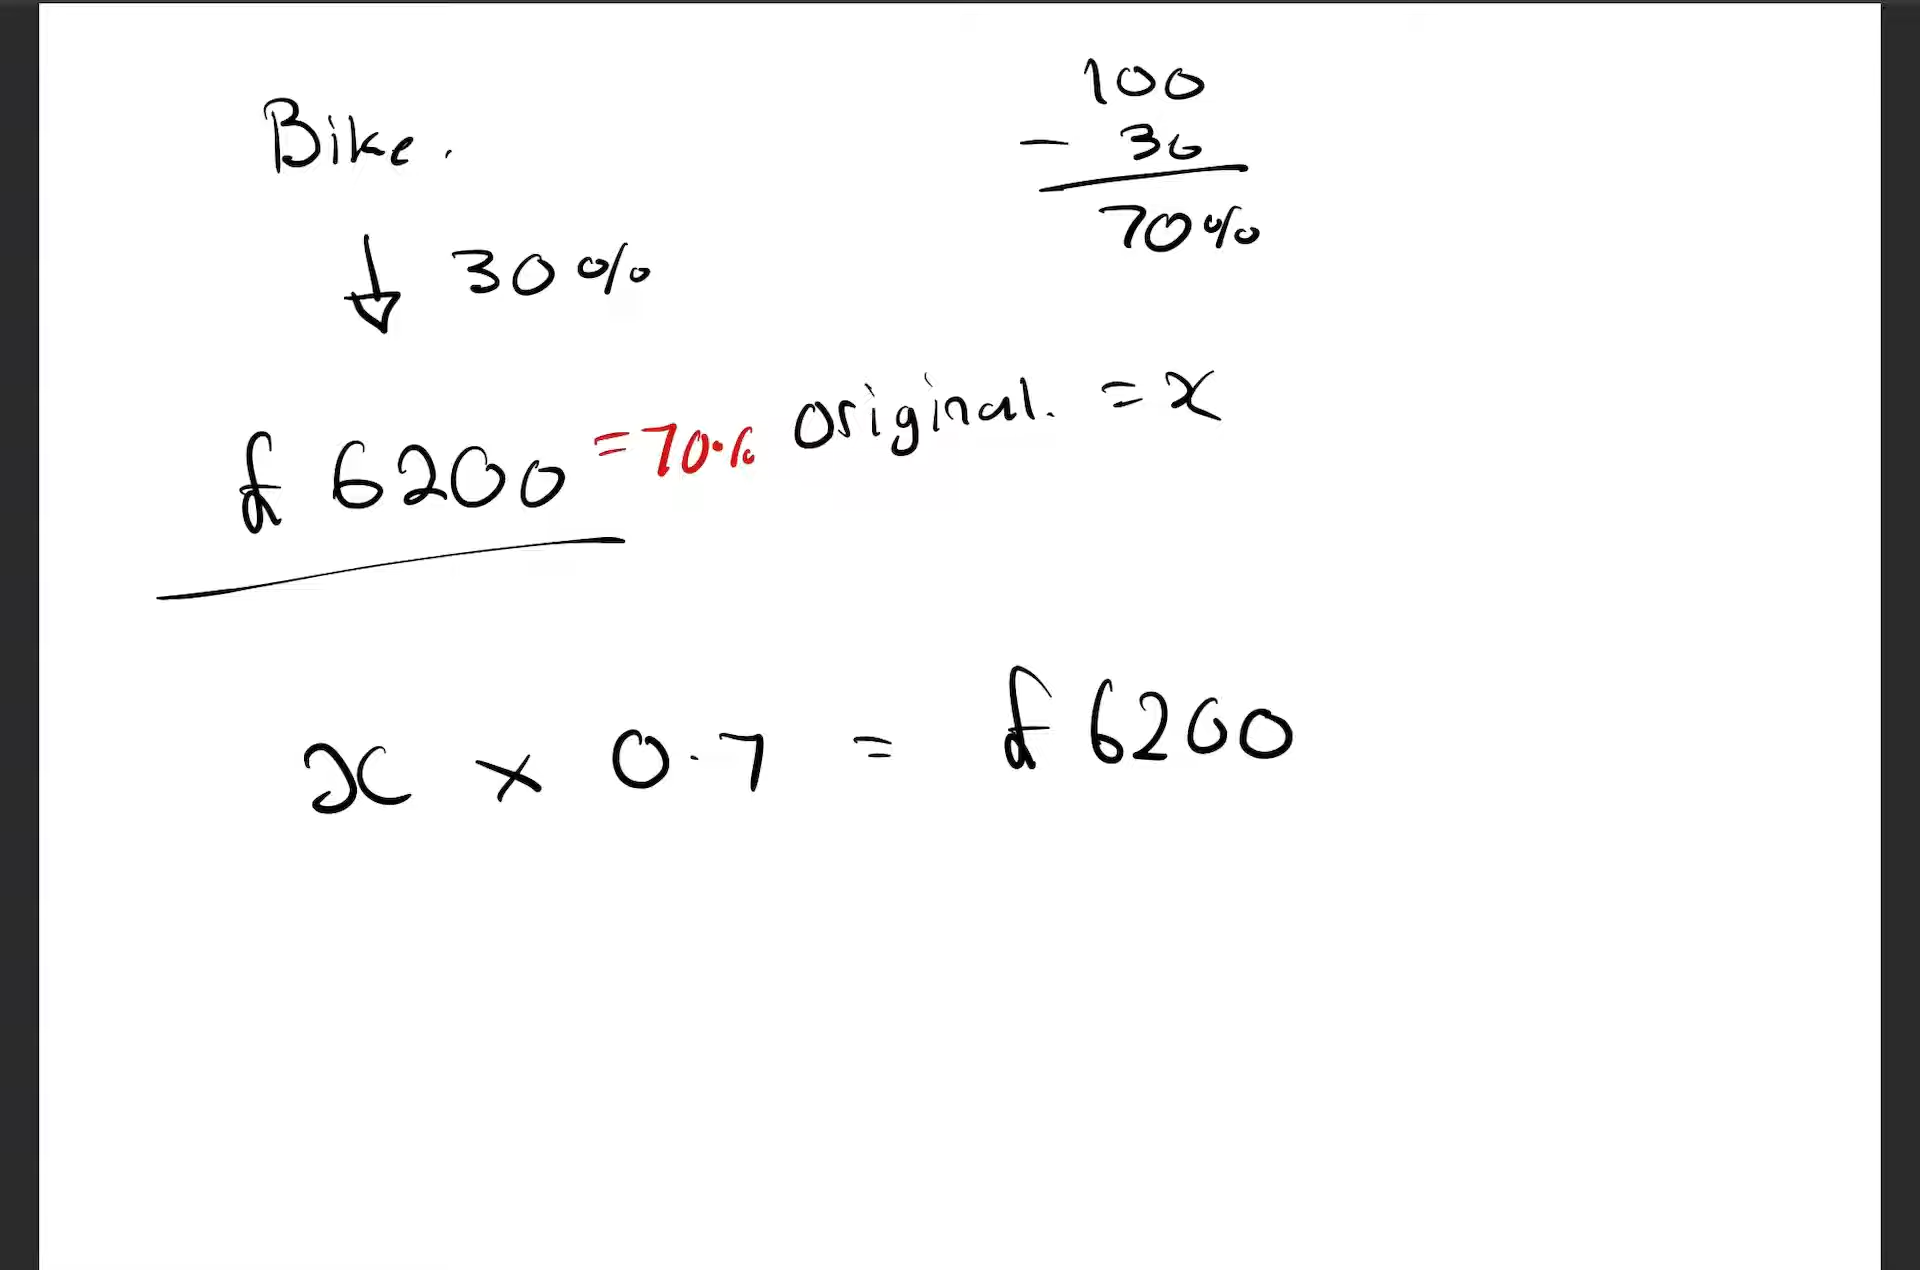 Bike.
↓ 30%
100
- 30
70%
£ 6200 = 70% original. = x
x × 0.7 = £ 6200